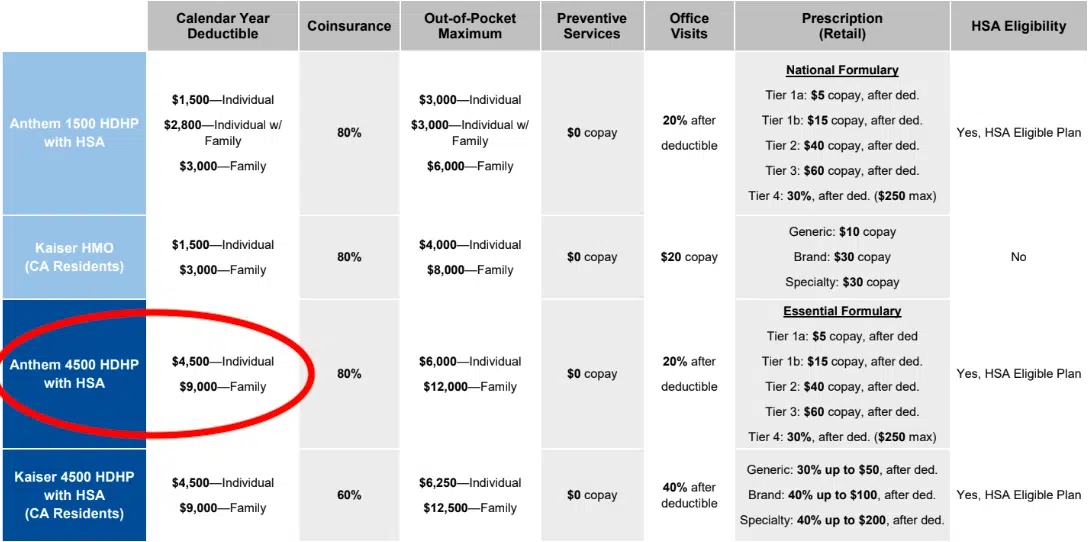 Calendar Year
Deductible
Coinsurance
Out-of-Pocket
Maximum
Preventive
Services
Office
Visits
Prescription
(Retail)
HSA Eligibility
Anthem 1500 HDHP
with HSA
$1,500—Individual
$2,800—Individual w/
Family
$3,000—Family
80%
$3,000—Individual
$3,000—Individual w/
Family
$6,000—Family
$0 copay
20% after
deductible
National Formulary
Tier 1a: $5 copay, after ded.
Tier 1b: $15 copay, after ded.
Tier 2: $40 copay, after ded.
Tier 3: $60 copay, after ded.
Tier 4: 30%, after ded. ($250 max)
Yes, HSA Eligible Plan
Kaiser HMO
(CA Residents)
$1,500—Individual
$3,000—Family
80%
$4,000—Individual
$8,000—Family
$0 copay
$20 copay
Generic: $10 copay
Brand: $30 copay
Specialty: $30 copay
No
Anthem 4500 HDHP
with HSA
$4,500—Individual
$9,000—Family
80%
$6,000—Individual
$12,000—Family
$0 copay
20% after
deductible
Essential Formulary
Tier 1a: $5 copay, after ded
Tier 1b: $15 copay, after ded.
Tier 2: $40 copay, after ded.
Tier 3: $60 copay, after ded.
Tier 4: 30%, after ded. ($250 max)
Yes, HSA Eligible Plan
Kaiser 4500 HDHP
with HSA
(CA Residents)
$4,500—Individual
$9,000—Family
60%
$6,250—Individual
$12,500—Family
$0 copay
40% after
deductible
Generic: 30% up to $50, after ded.
Brand: 40% up to $100, after ded.
Specialty: 40% up to $200, after ded.
Yes, HSA Eligible Plan